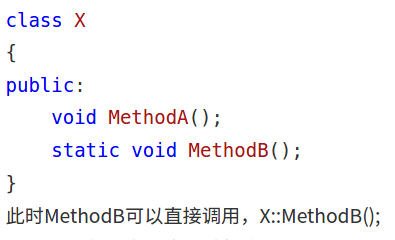 class X
{
public:
    void MethodA();
    static void MethodB();
}
此时MethodB可以直接调用，X::MethodB();